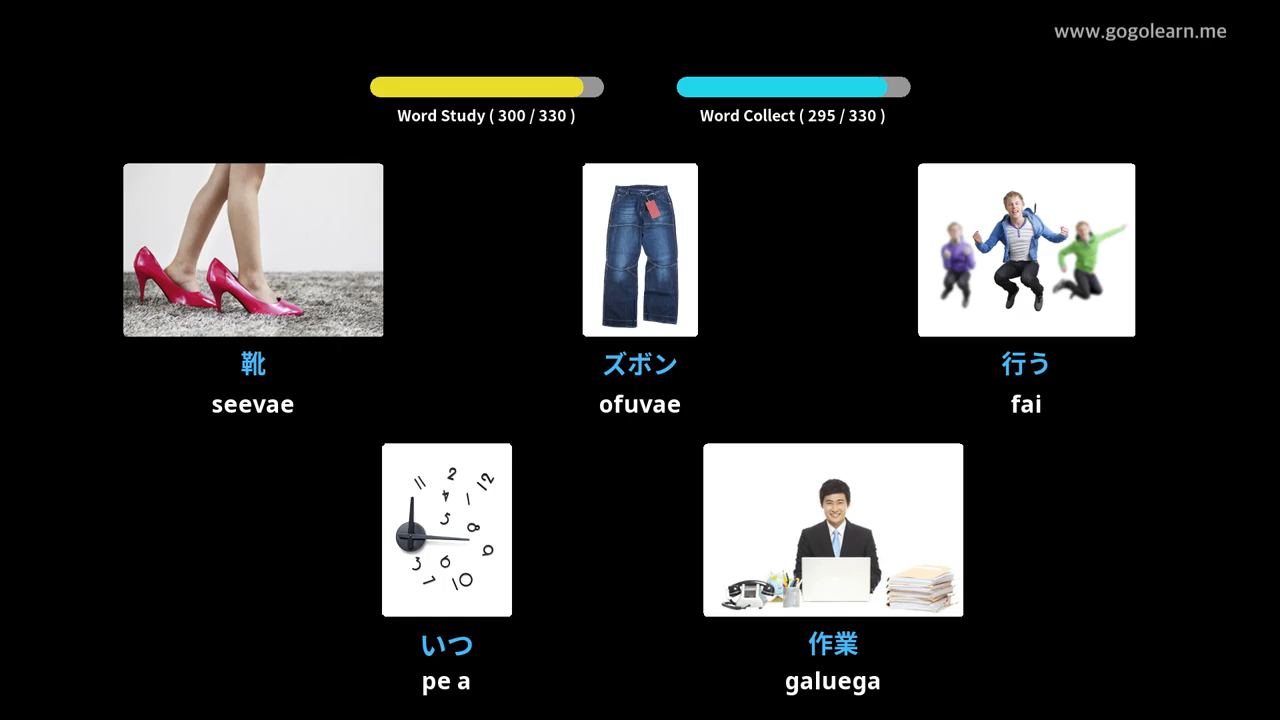 www.gogolearn.me
Word Study ( 300 / 330 )
Word Collect ( 295 / 330 )
靴
seevae
ズボン
ofuvae
行う
fai
いつ
pe a
作業
galuega